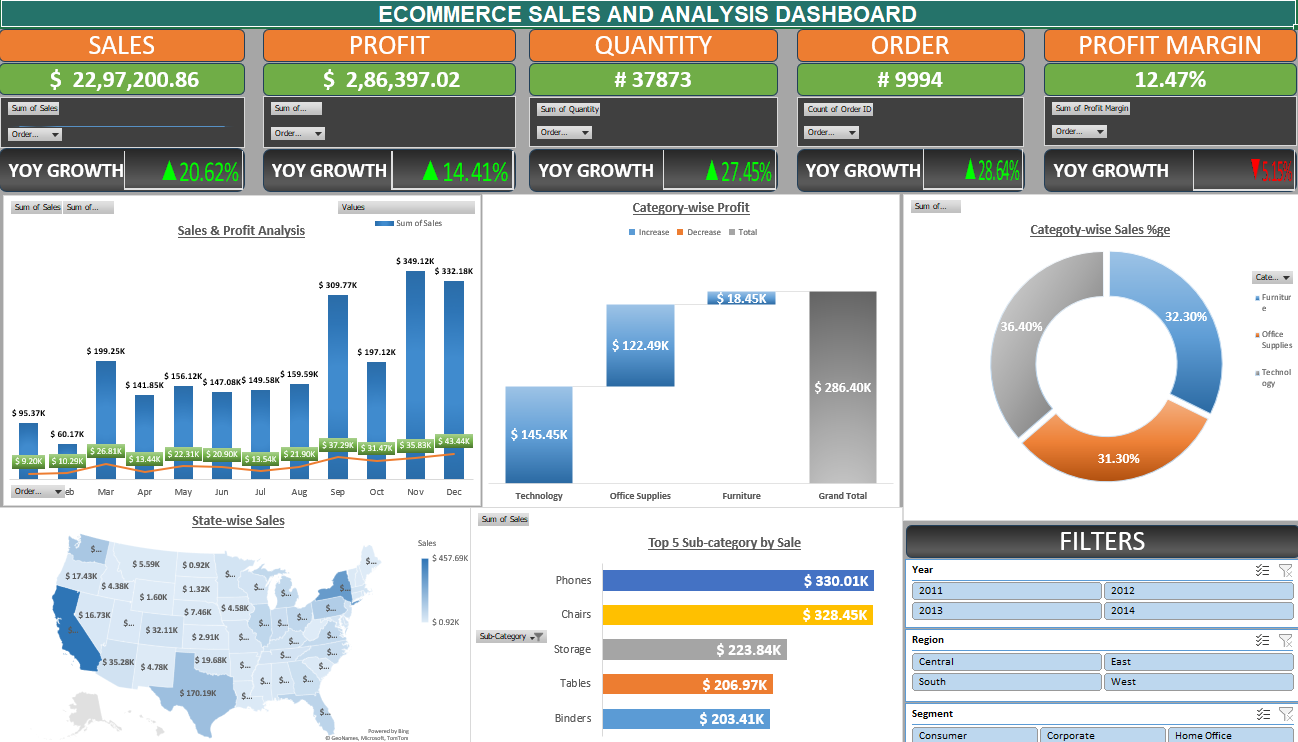 ECOMMERCE SALES AND ANALYSIS DASHBOARD
SALES
PROFIT
QUANTITY
ORDER
PROFIT MARGIN
$ 22,97,200.86
$ 2,86,397.02
# 37873
# 9994
12.47%
Sum of Sales
Sum of...
Sum of Quantity
Count of Order ID
Sum of Profit Margin
Order...
Order...
Order...
Order...
Order...
YOY GROWTH ▲20.62%
YOY GROWTH ▲14.41%
YOY GROWTH ▲27.45%
YOY GROWTH ▲28.64%
YOY GROWTH ▼5.15%
Sum of Sales Sum of...
Values
Sum of Sales
Sales & Profit Analysis
$ 349.12K
$ 332.18K
$ 309.77K
$ 199.25K
$ 197.12K
$ 141.85K
$ 156.12K
$ 147.08K
$ 149.58K
$ 159.59K
$ 95.37K
$ 60.17K
$ 9.20K
$ 10.29K
$ 26.81K
$ 13.44K
$ 22.31K
$ 20.90K
$ 13.54K
$ 21.90K
$ 37.29K
$ 31.47K
$ 35.83K
$ 43.44K
Order...
eb Mar Apr May Jun Jul Aug Sep Oct Nov Dec
Category-wise Profit
Increase Decrease Total
$ 18.45K
$ 122.49K
$ 286.40K
$ 145.45K
Technology Office Supplies Furniture Grand Total
Sum of...
Categoty-wise Sales %ge
Cate...
Furnitur
e
Office
Supplies
Technol
ogy
32.30%
36.40%
31.30%
State-wise Sales
Sales
$ 457.69K
$ 0.92K
$...
$ 5.59K
$ 0.92K
$...
$...
$ 17.43K
$ 4.38K
$ 1.32K
$...
$...
$...
$ 1.60K
$ 7.46K
$ 4.58K
$...
$ 16.73K
$...
$ 32.11K
$ 2.91K
$...
$...
$...
$...
$...
$...
$...
$ 35.28K
$ 4.78K
$ 19.68K
$...
$...
$...
$...
$ 170.19K
$...
$...
$...
$...
$...
Powered by Bing
© GeoNames, Microsoft, TomTom
Sum of Sales
Top 5 Sub-category by Sale
Sub-Category
Phones $ 330.01K
Chairs $ 328.45K
Storage $ 223.84K
Tables $ 206.97K
Binders $ 203.41K
FILTERS
Year
2011 2012
2013 2014
Region
Central East
South West
Segment
Consumer Corporate Home Office